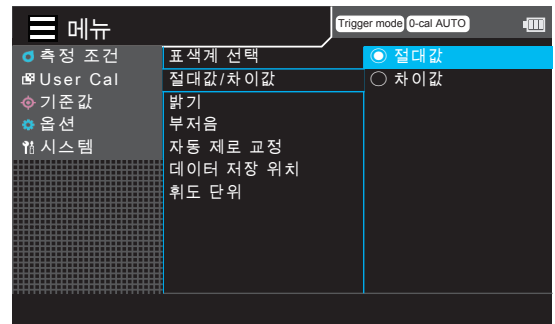 메뉴
Trigger mode 0-cal AUTO
측정 조건
User Cal
기준값
옵션
시스템
표색계 선택
절대값/차이값
밝기
부저음
자동 제로 교정
데이터 저장 위치
휘도 단위
절대값
차이값